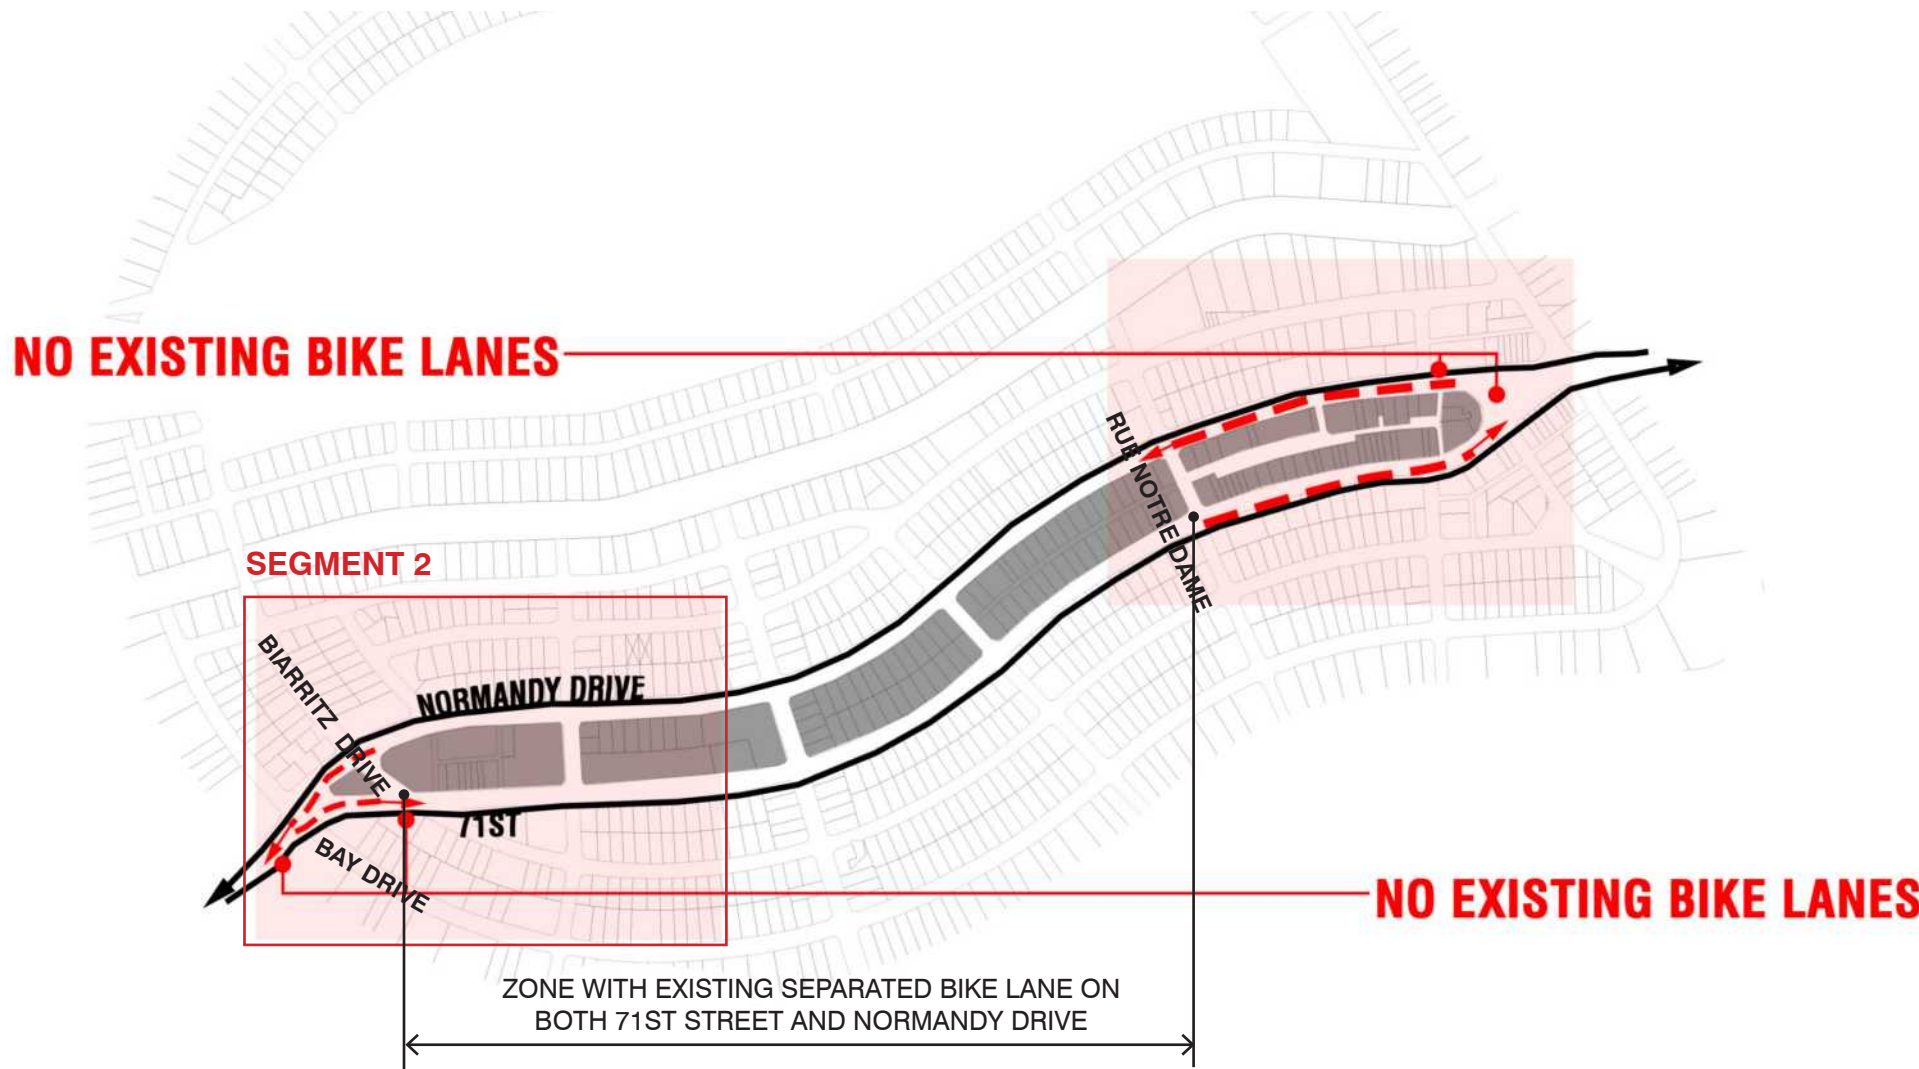 NO EXISTING BIKE LANES
RUE NOTRE DAME
SEGMENT 2
BIARRITZ DRIVE
NORMANDY DRIVE
71ST
BAY DRIVE
NO EXISTING BIKE LANES
ZONE WITH EXISTING SEPARATED BIKE LANE ON
BOTH 71ST STREET AND NORMANDY DRIVE